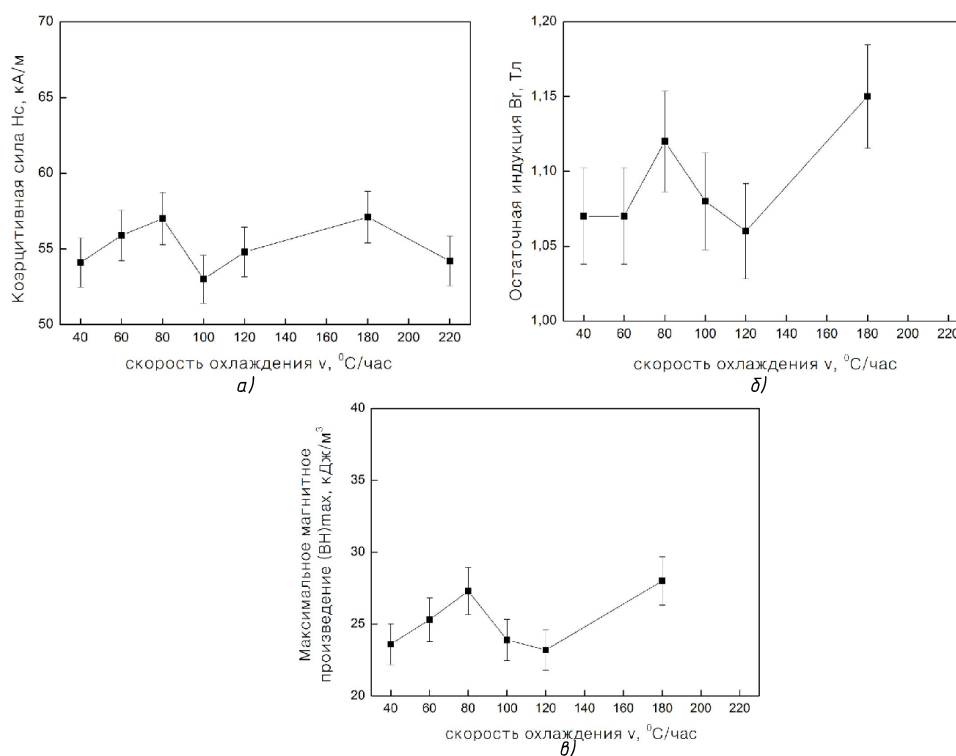 Коэрцитивная сила Hc, кА/м
70
65
60
55
50
40 60 80 100 120 140 160 180 200 220
скорость охлаждения v, ⁰С/час
а)
Остаточная индукция Br, Тл
1,20
1,15
1,10
1,05
1,00
40 60 80 100 120 140 160 180 200 220
скорость охлаждения v, ⁰С/час
б)
Максимальное магнитное
произведение (BH)max, кДж/м³
40
35
30
25
20
40 60 80 100 120 140 160 180 200 220
скорость охлаждения v, ⁰С/час
в)